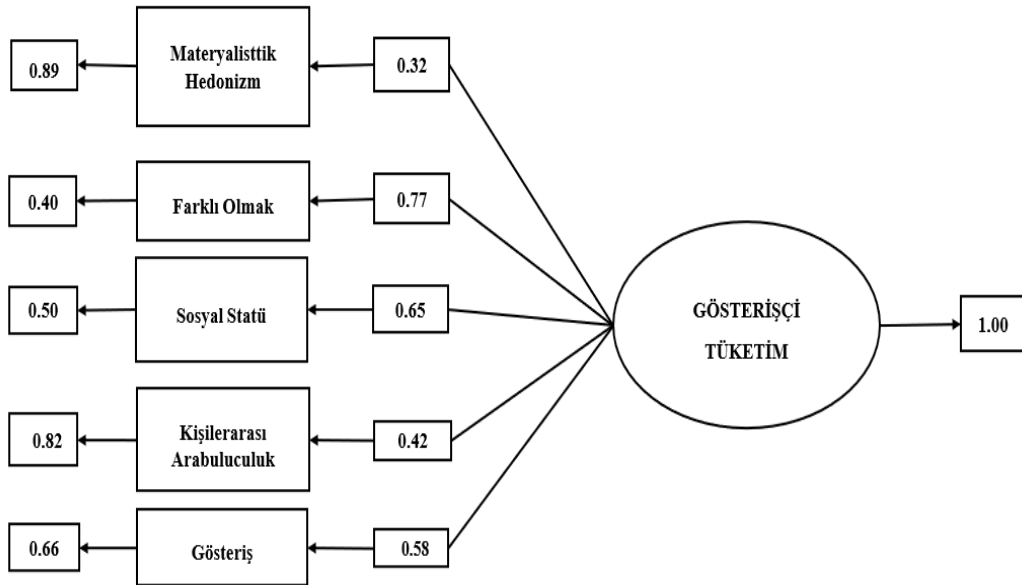 0.89
Materyalisttik
Hedonizm
0.32
0.40
Farklı Olmak
0.77
0.50
Sosyal Statü
0.65
GÖSTERİŞÇİ
TÜKETİM
1.00
0.82
Kişilerarası
Arabuluculuk
0.42
0.66
Gösteriş
0.58